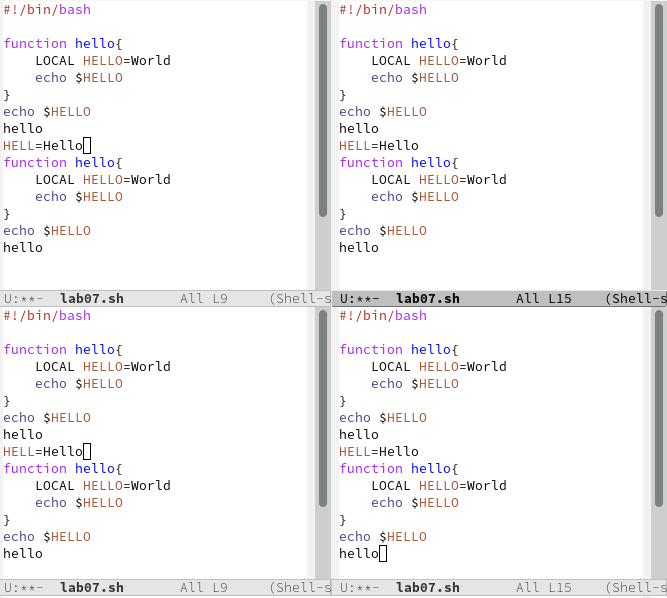 #!/bin/bash
function hello{
LOCAL HELLO=World
echo $HELLO
}
echo $HELLO
hello
HELL=Hello
function hello{
LOCAL HELLO=World
echo $HELLO
}
echo $HELLO
hello
U:**- lab07.sh All L9 (Shell-s
#!/bin/bash
function hello{
LOCAL HELLO=World
echo $HELLO
}
echo $HELLO
hello
HELL=Hello
function hello{
LOCAL HELLO=World
echo $HELLO
}
echo $HELLO
hello
U:**- lab07.sh All L15 (Shell-s
#!/bin/bash
function hello{
LOCAL HELLO=World
echo $HELLO
}
echo $HELLO
hello
HELL=Hello
function hello{
LOCAL HELLO=World
echo $HELLO
}
echo $HELLO
hello
U:**- lab07.sh All L9 (Shell-s
#!/bin/bash
function hello{
LOCAL HELLO=World
echo $HELLO
}
echo $HELLO
hello
HELL=Hello
function hello{
LOCAL HELLO=World
echo $HELLO
}
echo $HELLO
hello
U:**- lab07.sh All L15 (Shell-s